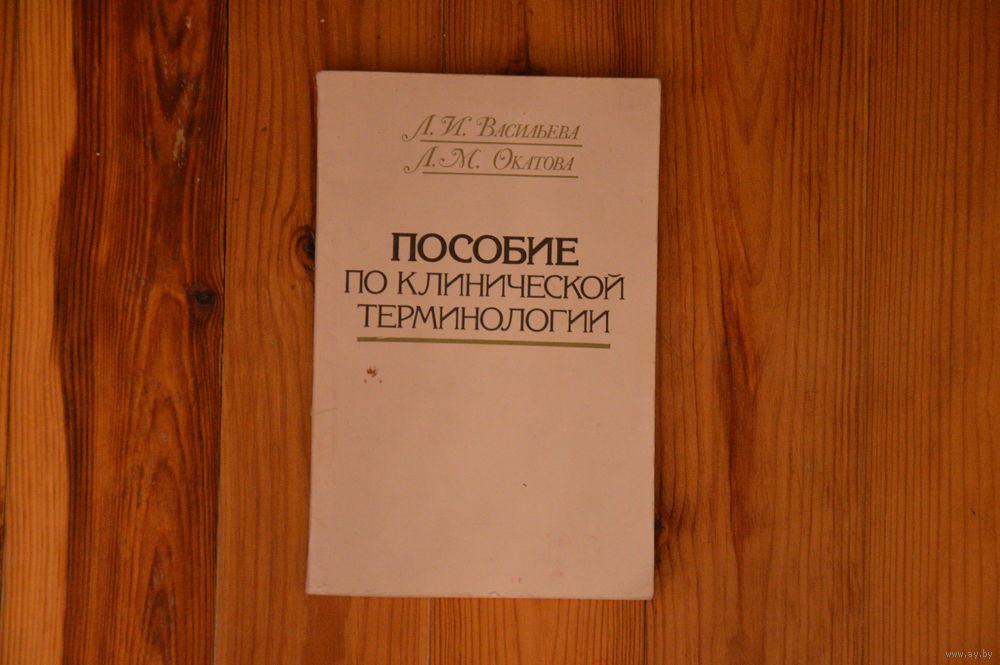 Л. И. Васильева
Л. М. Окатова
ПОСОБИЕ
ПО КЛИНИЧЕСКОЙ
ТЕРМИНОЛОГИИ
www.ay.by